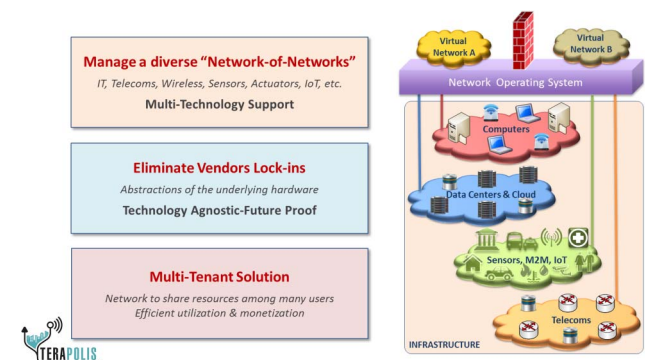 Manage a diverse “Network-of-Networks”
IT, Telecoms, Wireless, Sensors, Actuators, IoT, etc.
Multi-Technology Support
Eliminate Vendors Lock-ins
Abstractions of the underlying hardware
Technology Agnostic-Future Proof
Multi-Tenant Solution
Network to share resources among many users
Efficient utilization & monetization
TERAPOLIS
Virtual
Network A
Virtual
Network B
Network Operating System
Computers
Data Centers & Cloud
Sensors, M2M, IoT
Telecoms
INFRASTRUCTURE